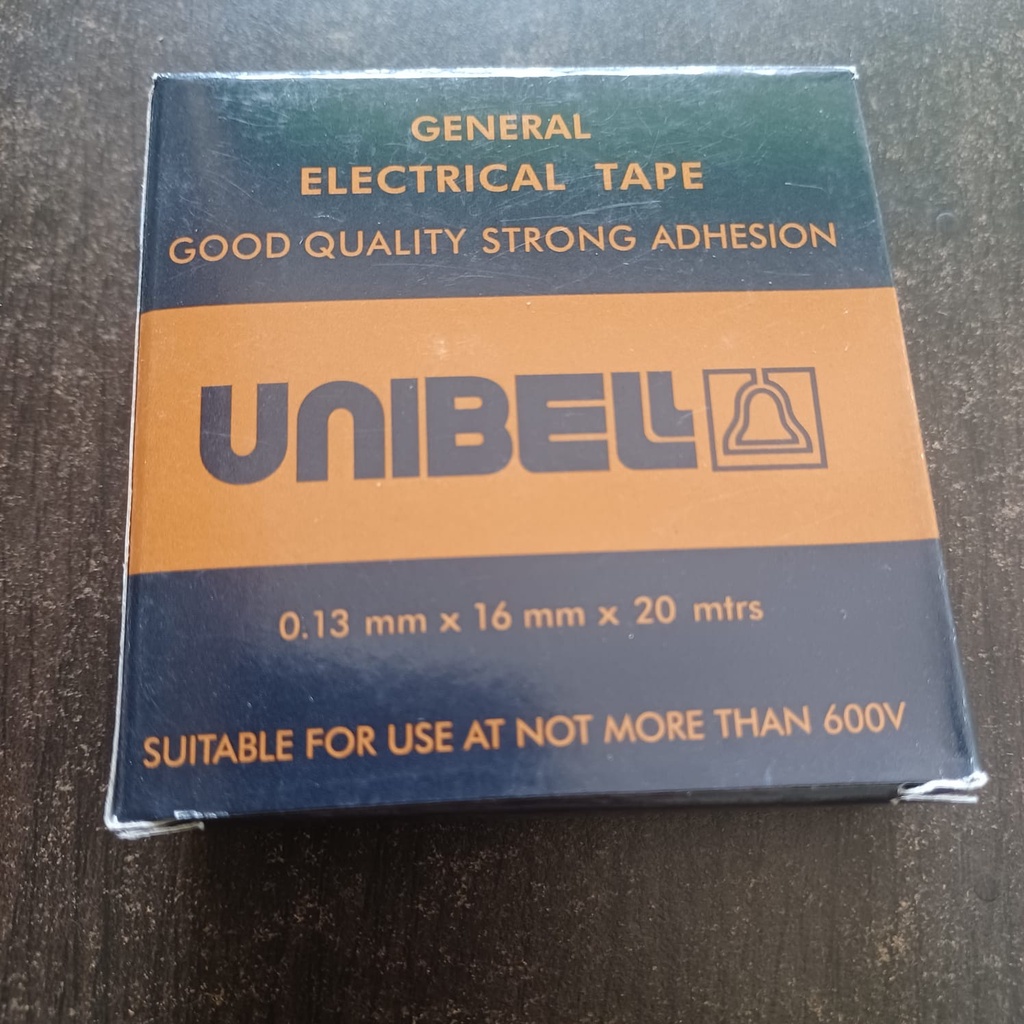 GENERAL
ELECTRICAL TAPE
GOOD QUALITY STRONG ADHESION
UNIBELL
0.13 mm x 16 mm x 20 mtrs
SUITABLE FOR USE AT NOT MORE THAN 600V